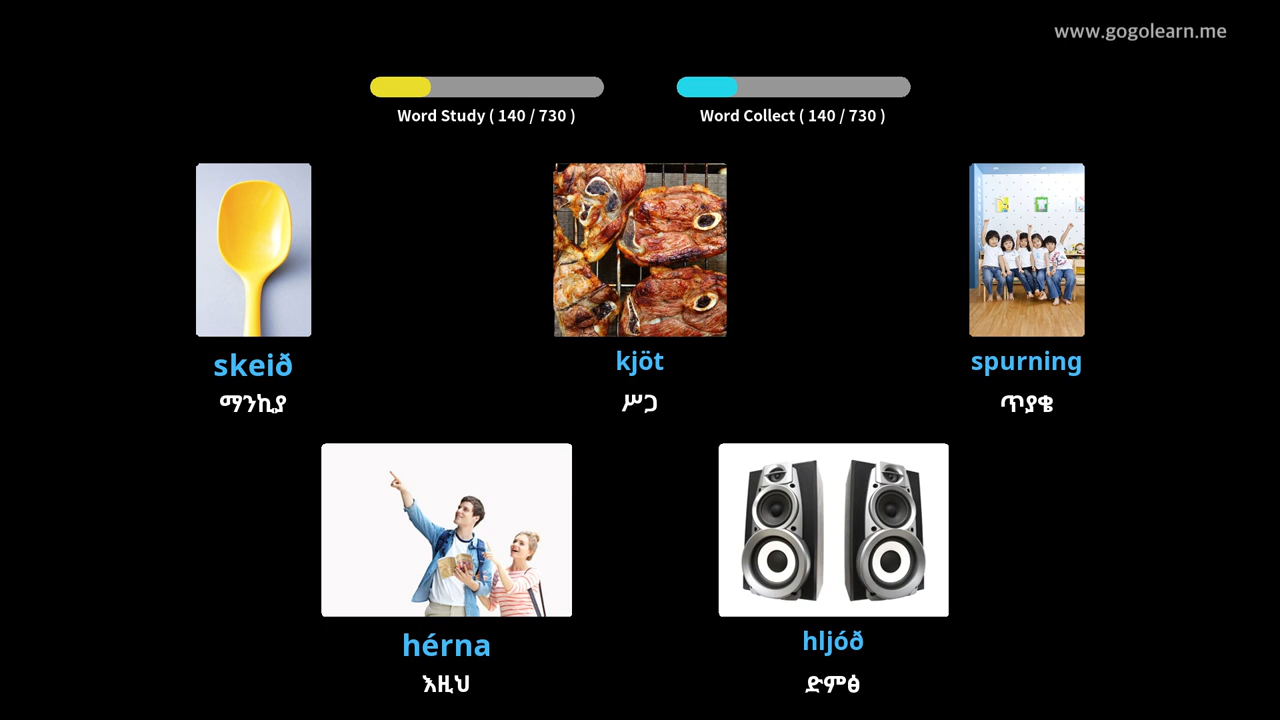 www.gogolearn.me
Word Study ( 140 / 730 )
Word Collect ( 140 / 730 )
skeið
kjöt
spurning
ማንኪያ
ሥጋ
ጥያቄ
hérna
hljóð
እዚህ
ድምፅ